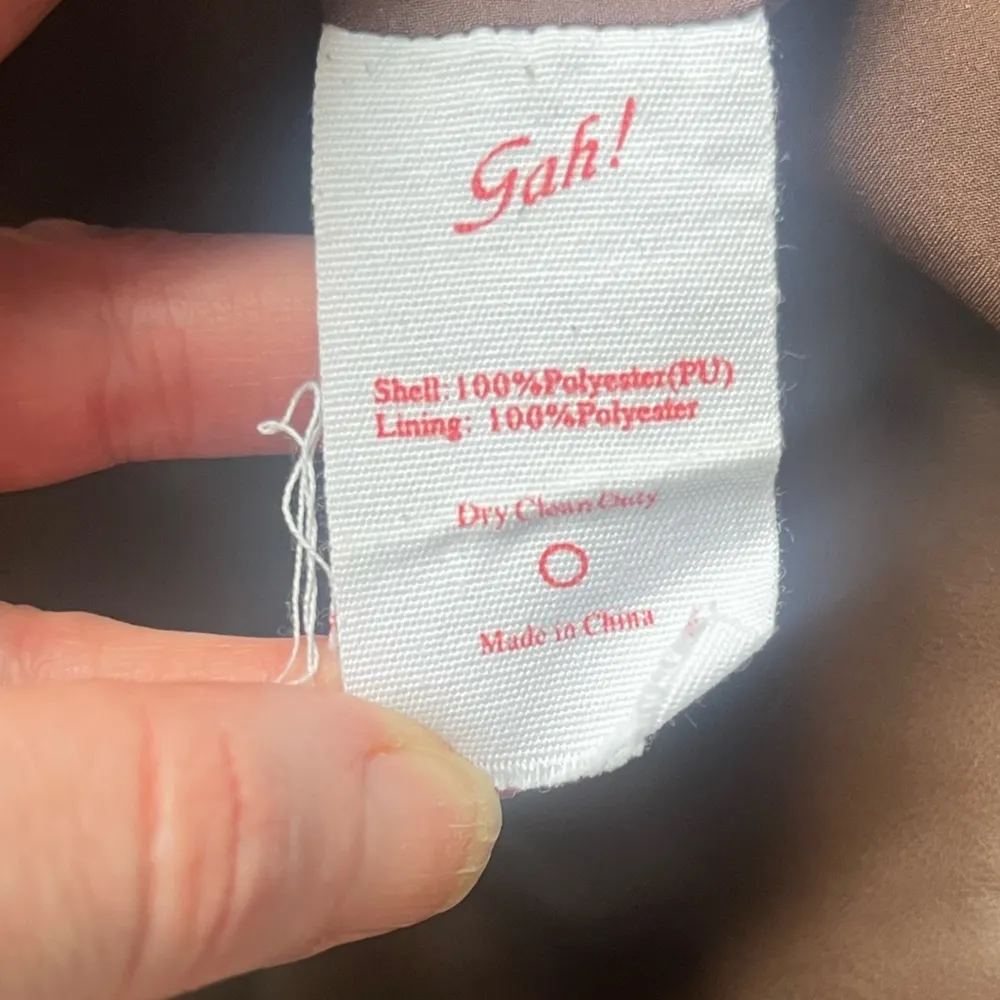 Gah!
Shell: 100%Polyester(PU)
Lining: 100%Polyester
Dry Clean Only
Made in China